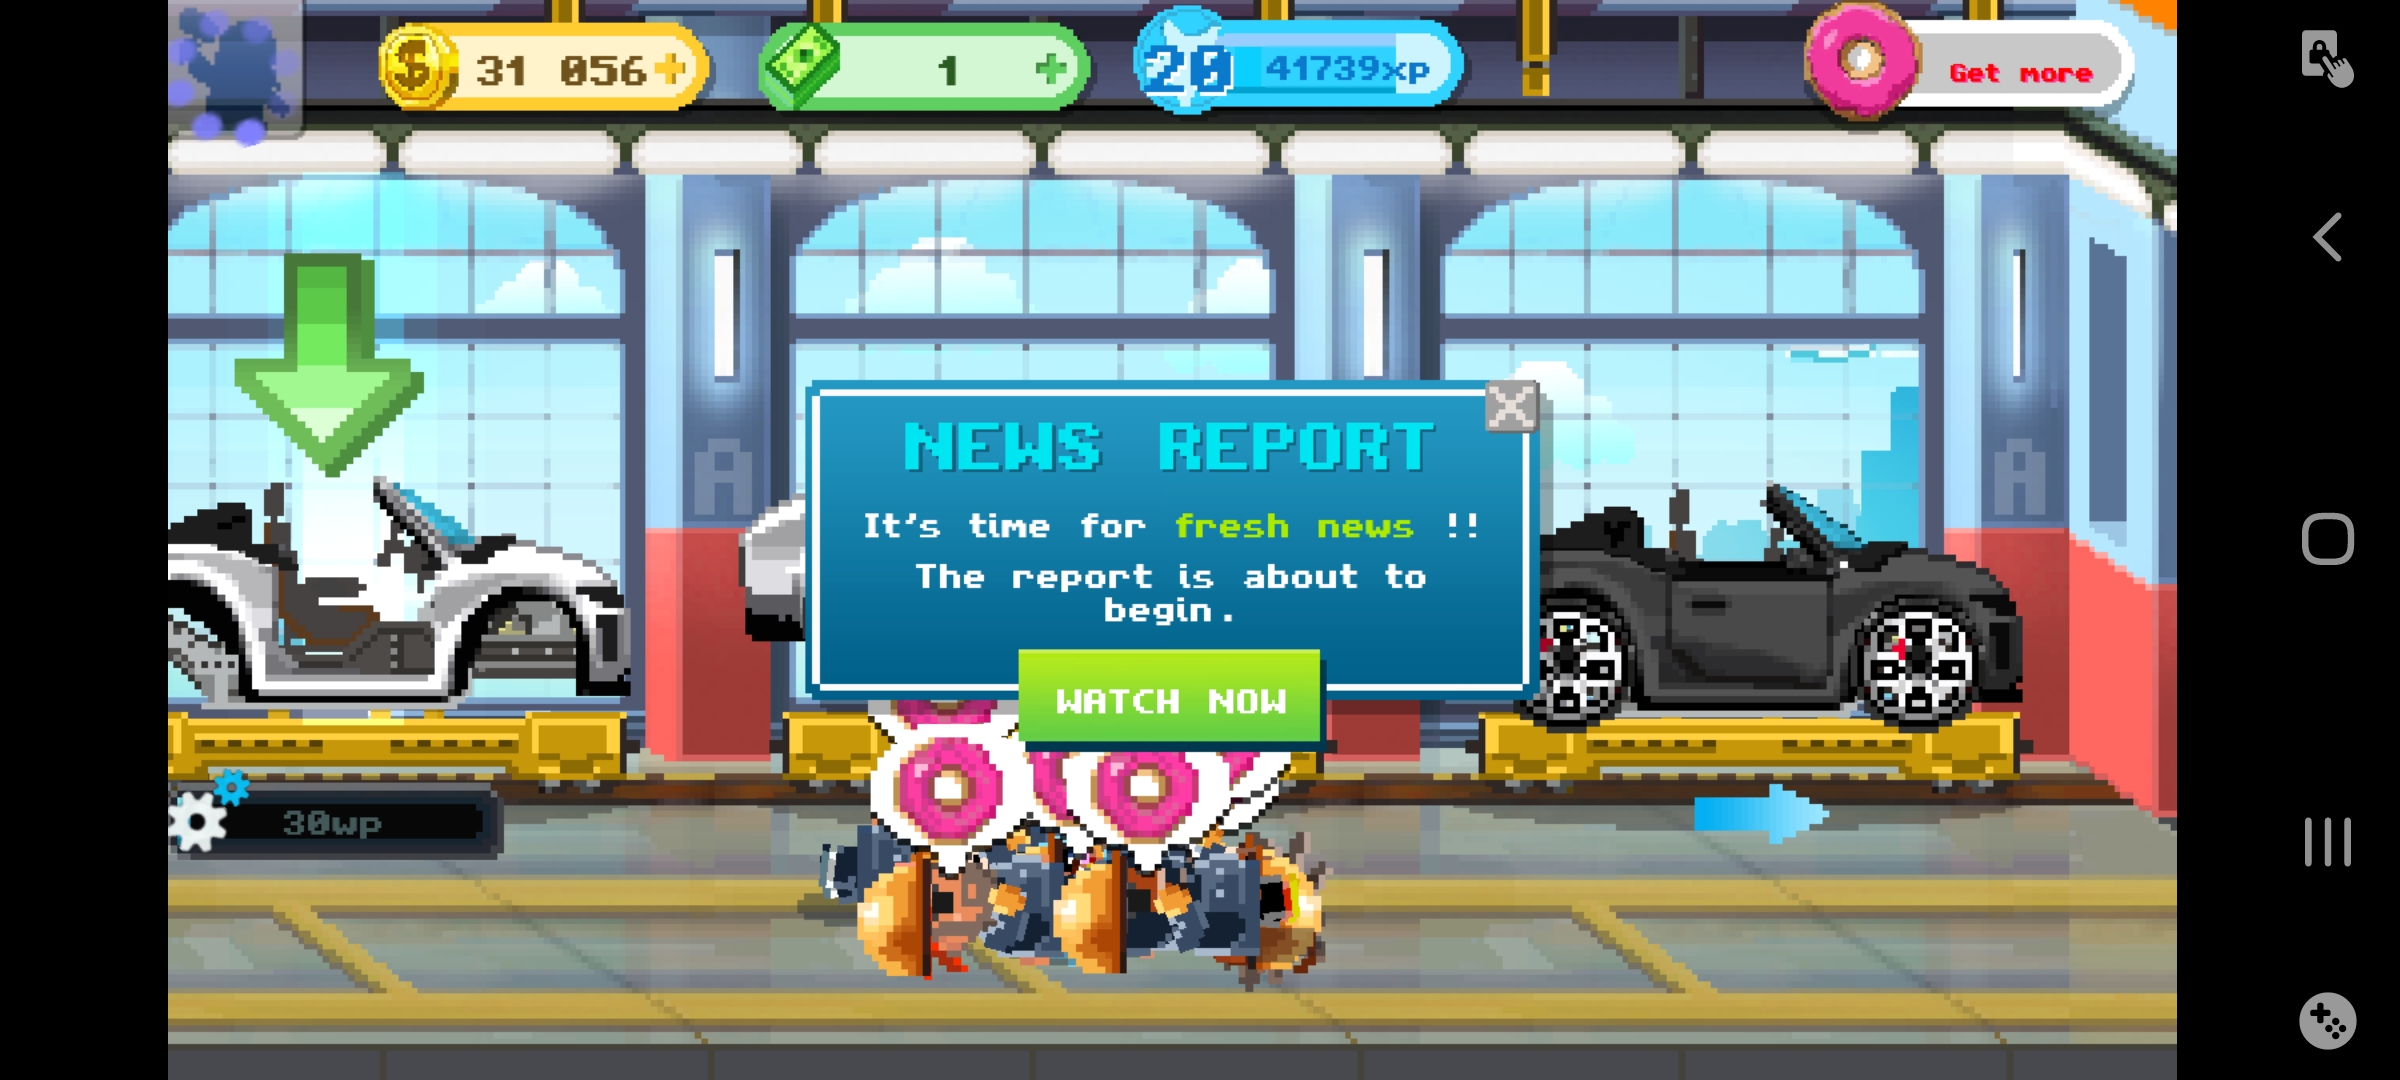 31 056
1
20 41739xp
Get more
A
A
NEWS REPORT
It's time for fresh news !!
The report is about to
begin.
WATCH NOW
30wp